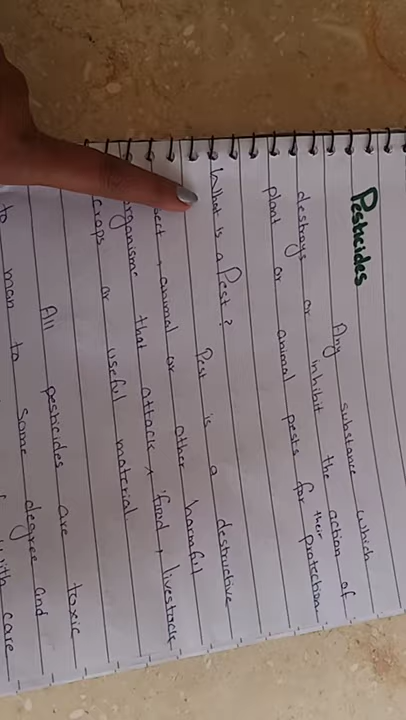 Pesticides
Any substance which
destroys or inhibit the action of
plant or animal pests for their protection
What is a Pest?
Pest is a destructive
animal or other harmful
that attack food, livestock
crops or useful material
All pesticides are toxic
to man to some degree and
with care